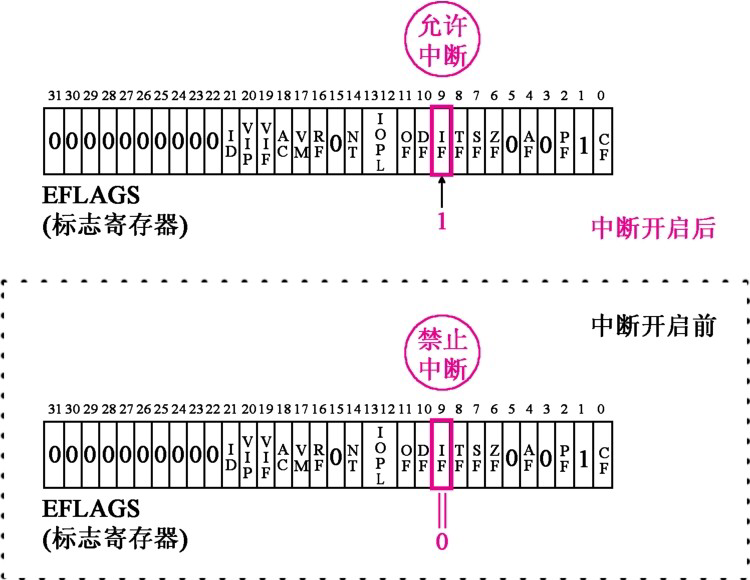 允许
中断
31 30 29 28 27 26 25 24 23 22 21 20 19 18 17 16 15 14 13 12 11 10 9 8 7 6 5 4 3 2 1 0
0 0 0 0 0 0 0 0 0 0 ID VIP VIF AC VM RF 0 NT IOPL OF DF IF TF SF ZF 0 AF 0 PF 1 CF
EFLAGS
(标志寄存器)
1
中断开启后
中断开启前
禁止
中断
31 30 29 28 27 26 25 24 23 22 21 20 19 18 17 16 15 14 13 12 11 10 9 8 7 6 5 4 3 2 1 0
0 0 0 0 0 0 0 0 0 0 ID VIP VIF AC VM RF 0 NT IOPL OF DF IF TF SF ZF 0 AF 0 PF 1 CF
EFLAGS
(标志寄存器)
0